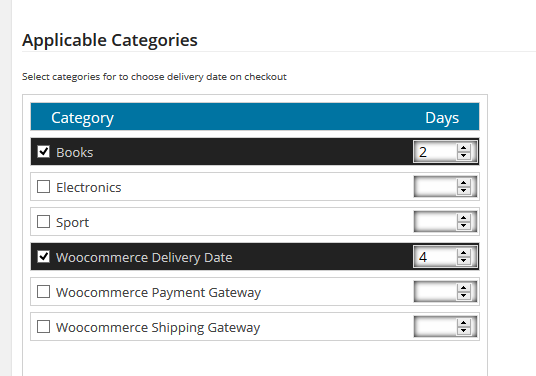 Applicable Categories
Select categories for to choose delivery date on checkout
Category Days
Books 2
Electronics
Sport
Woocommerce Delivery Date 4
Woocommerce Payment Gateway
Woocommerce Shipping Gateway